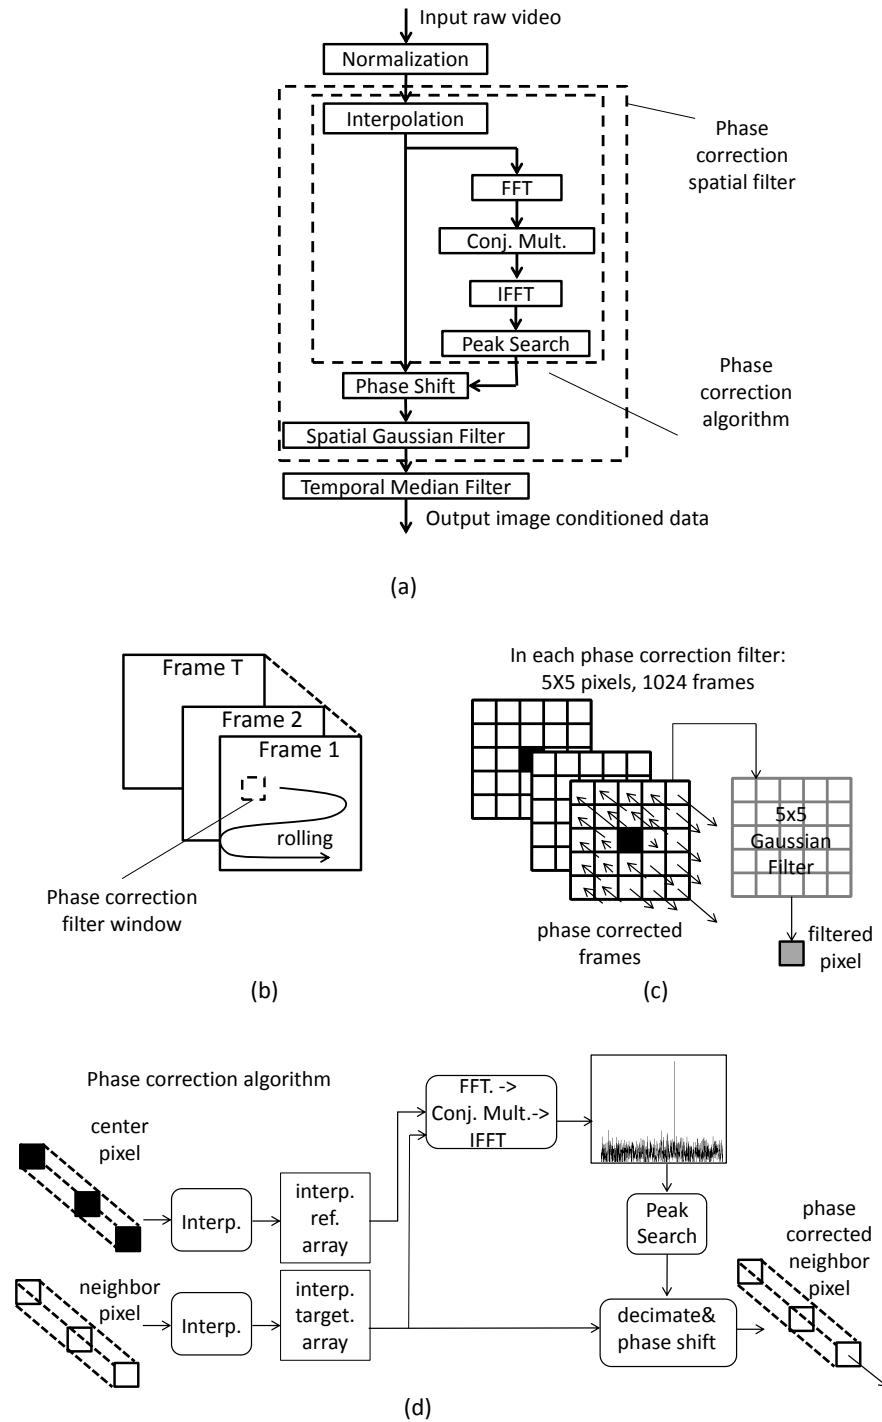 Input raw video
Normalization
Interpolation
Phase
correction
spatial filter
FFT
Conj. Mult.
IFFT
Peak Search
Phase
correction
algorithm
Phase Shift
Spatial Gaussian Filter
Temporal Median Filter
Output image conditioned data
(a)
Frame T
Frame 2
Frame 1
rolling
Phase correction
filter window
(b)
In each phase correction filter:
5X5 pixels, 1024 frames
5x5
Gaussian
Filter
phase corrected
frames
filtered
pixel
(c)
Phase correction algorithm
center
pixel
Interp.
interp.
ref.
array
FFT. ->
Conj. Mult.->
IFFT
Peak
Search
neighbor
pixel
Interp.
interp.
target.
array
decimate&
phase shift
phase
corrected
neighbor
pixel
(d)